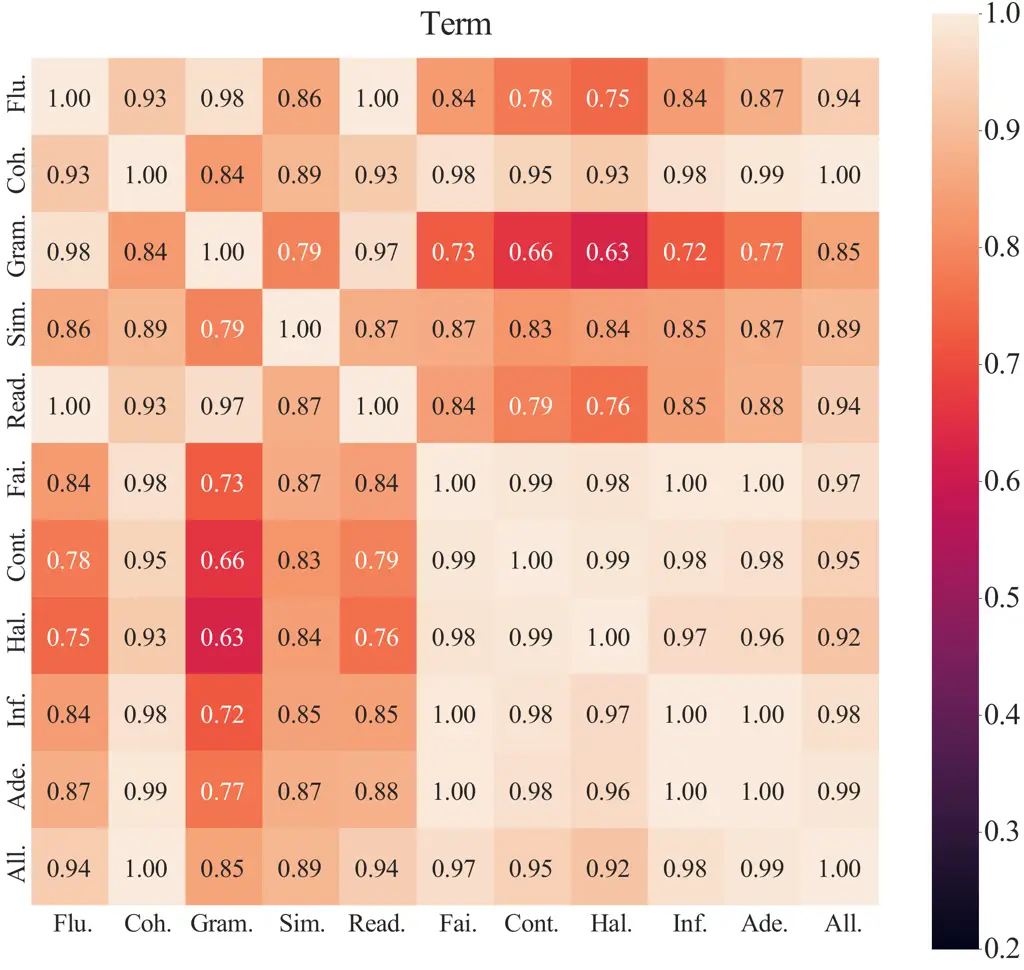 Term
Flu. 1.00 0.93 0.98 0.86 1.00 0.84 0.78 0.75 0.84 0.87 0.94
Coh. 0.93 1.00 0.84 0.89 0.93 0.98 0.95 0.93 0.98 0.99 1.00
Gram. 0.98 0.84 1.00 0.79 0.97 0.73 0.66 0.63 0.72 0.77 0.85
Sim. 0.86 0.89 0.79 1.00 0.87 0.87 0.83 0.84 0.85 0.87 0.89
Read. 1.00 0.93 0.97 0.87 1.00 0.84 0.79 0.76 0.85 0.88 0.94
Fai. 0.84 0.98 0.73 0.87 0.84 1.00 0.99 0.98 1.00 1.00 0.97
Cont. 0.78 0.95 0.66 0.83 0.79 0.99 1.00 0.99 0.98 0.98 0.95
Hal. 0.75 0.93 0.63 0.84 0.76 0.98 0.99 1.00 0.97 0.96 0.92
Inf. 0.84 0.98 0.72 0.85 0.85 1.00 0.98 0.97 1.00 1.00 0.98
Ade. 0.87 0.99 0.77 0.87 0.88 1.00 0.98 0.96 1.00 1.00 0.99
All. 0.94 1.00 0.85 0.89 0.94 0.97 0.95 0.92 0.98 0.99 1.00
Flu. Coh. Gram. Sim. Read. Fai. Cont. Hal. Inf. Ade. All.
1.0
0.9
0.8
0.7
0.6
0.5
0.4
0.3
0.2